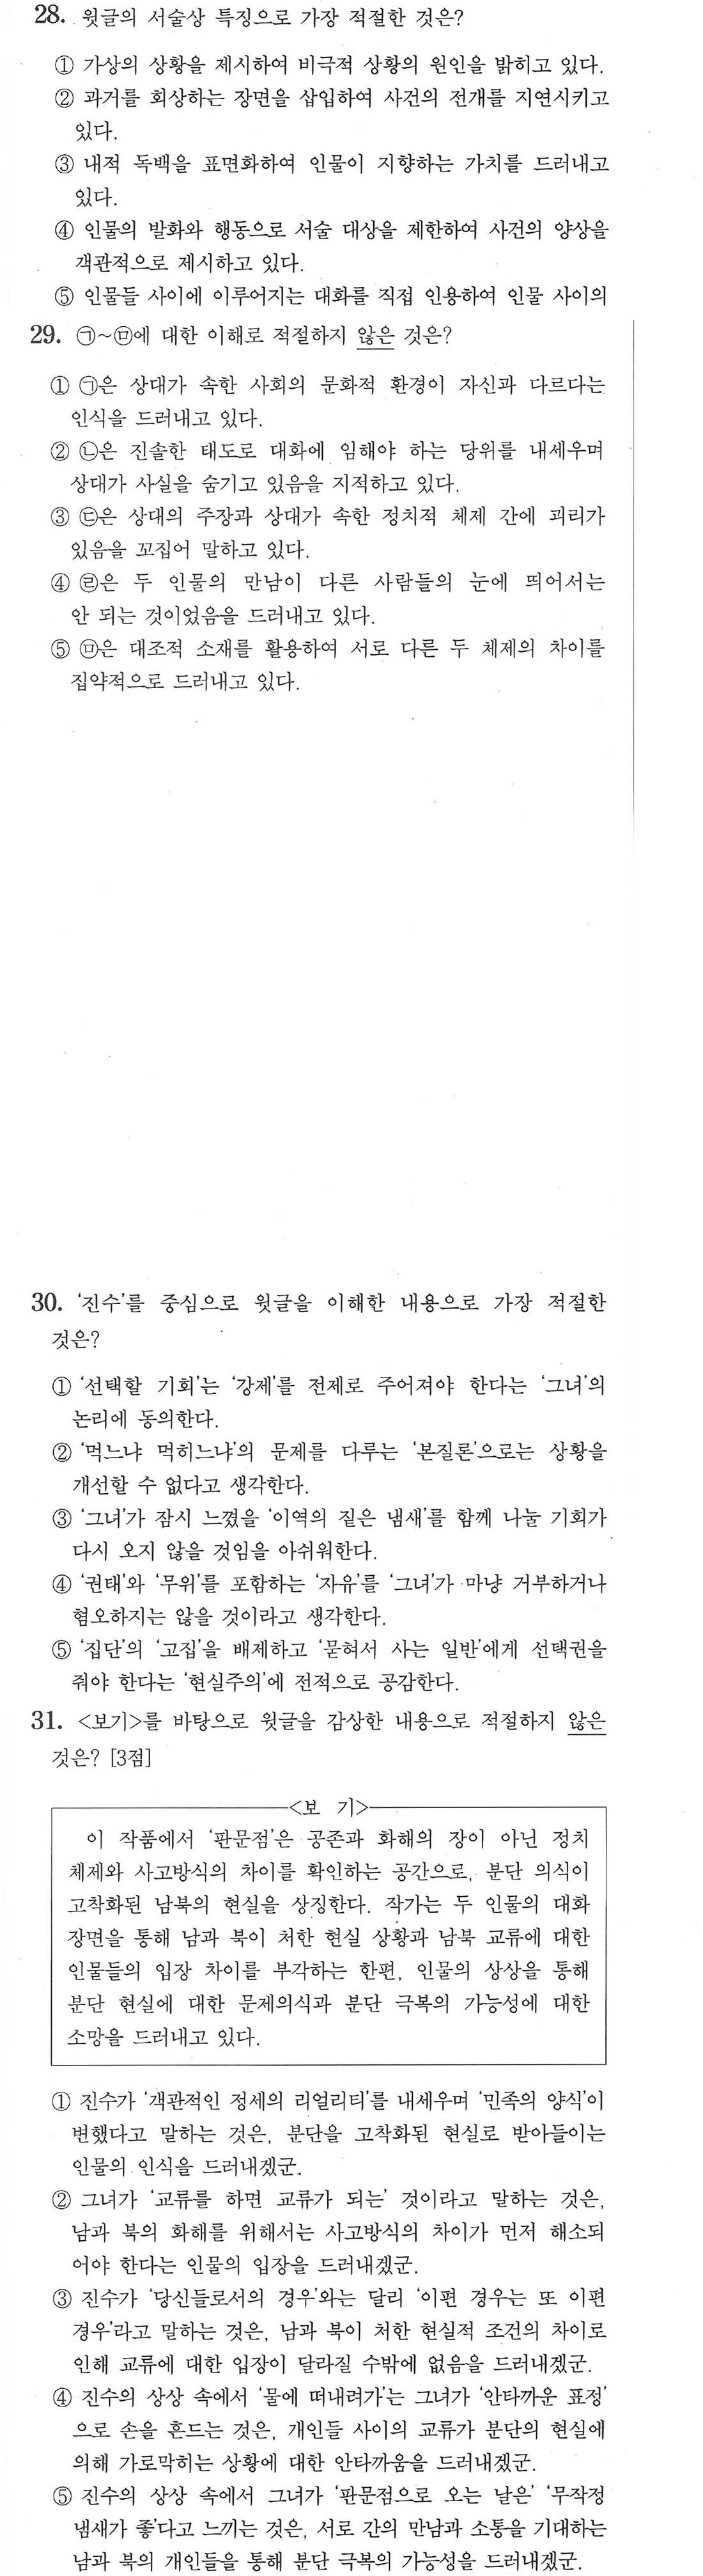 28. 윗글의 서술상 특징으로 가장 적절한 것은?
① 가상의 상황을 제시하여 비극적 상황의 원인을 밝히고 있다.
② 과거를 회상하는 장면을 삽입하여 사건의 전개를 지연시키고
있다.
③ 내적 독백을 표면화하여 인물이 지향하는 가치를 드러내고
있다.
④ 인물의 발화와 행동으로 서술 대상을 제한하여 사건의 양상을
객관적으로 제시하고 있다.
⑤ 인물들 사이에 이루어지는 대화를 직접 인용하여 인물 사이의
29. ㉠~㉤에 대한 이해로 적절하지 않은 것은?
① ㉠은 상대가 속한 사회의 문화적 환경이 자신과 다르다는
인식을 드러내고 있다.
② ㉡은 진솔한 태도로 대화에 임해야 하는 당위를 내세우며
상대가 사실을 숨기고 있음을 지적하고 있다.
③ ㉢은 상대의 주장과 상대가 속한 정치적 체제 간에 괴리가
있음을 꼬집어 말하고 있다.
④ ㉣은 두 인물의 만남이 다른 사람들의 눈에 띄어서는
안 되는 것이었음을 드러내고 있다.
⑤ ㉤은 대조적 소재를 활용하여 서로 다른 두 체제의 차이를
집약적으로 드러내고 있다.
30. ‘진수’를 중심으로 윗글을 이해한 내용으로 가장 적절한
것은?
① ‘선택할 기회’는 ‘강제’를 전제로 주어져야 한다는 ‘그녀’의
논리에 동의한다.
② ‘먹느냐 먹히느냐’의 문제를 다루는 ‘본질론’으로는 상황을
개선할 수 없다고 생각한다.
③ ‘그녀’가 잠시 느꼈을 ‘이역의 짙은 냄새’를 함께 나눌 기회가
다시 오지 않을 것임을 아쉬워한다.
④ ‘권태’와 ‘무위’를 포함하는 ‘자유’를 ‘그녀’가 마냥 거부하거나
혐오하지는 않을 것이라고 생각한다.
⑤ ‘집단’의 ‘고집’을 배제하고 ‘묻혀서 사는 일반’에게 선택권을
줘야 한다는 ‘현실주의’에 전적으로 공감한다.
31. <보기>를 바탕으로 윗글을 감상한 내용으로 적절하지 않은
것은? [3점]
<보 기>
이 작품에서 ‘판문점’은 공존과 화해의 장이 아닌 정치
체제와 사고방식의 차이를 확인하는 공간으로, 분단 의식이
고착화된 남북의 현실을 상징한다. 작가는 두 인물의 대화
장면을 통해 남과 북이 처한 현실 상황과 남북 교류에 대한
인물들의 입장 차이를 부각하는 한편, 인물의 상상을 통해
분단 현실에 대한 문제의식과 분단 극복의 가능성에 대한
소망을 드러내고 있다.
① 진수가 ‘객관적인 정세의 리얼리티’를 내세우며 ‘민족의 양식’이
변했다고 말하는 것은, 분단을 고착화된 현실로 받아들이는
인물의 인식을 드러내겠군.
② 그녀가 ‘교류를 하면 교류가 되는’ 것이라고 말하는 것은,
남과 북의 화해를 위해서는 사고방식의 차이가 먼저 해소되
어야 한다는 인물의 입장을 드러내겠군.
③ 진수가 ‘당신들로서의 경우’와는 달리 ‘이편 경우는 또 이편
경우’라고 말하는 것은, 남과 북이 처한 현실적 조건의 차이로
인해 교류에 대한 입장이 달라질 수밖에 없음을 드러내겠군.
④ 진수의 상상 속에서 ‘물에 떠내려가’는 그녀가 ‘안타까운 표정’
으로 손을 흔드는 것은, 개인들 사이의 교류가 분단의 현실에
의해 가로막히는 상황에 대한 안타까움을 드러내겠군.
⑤ 진수의 상상 속에서 그녀가 ‘판문점으로 오는 날은’ ‘무작정
냄새가 좋’다고 느끼는 것은, 서로 간의 만남과 소통을 기대하는
남과 북의 개인들을 통해 분단 극복의 가능성을 드러내겠군.